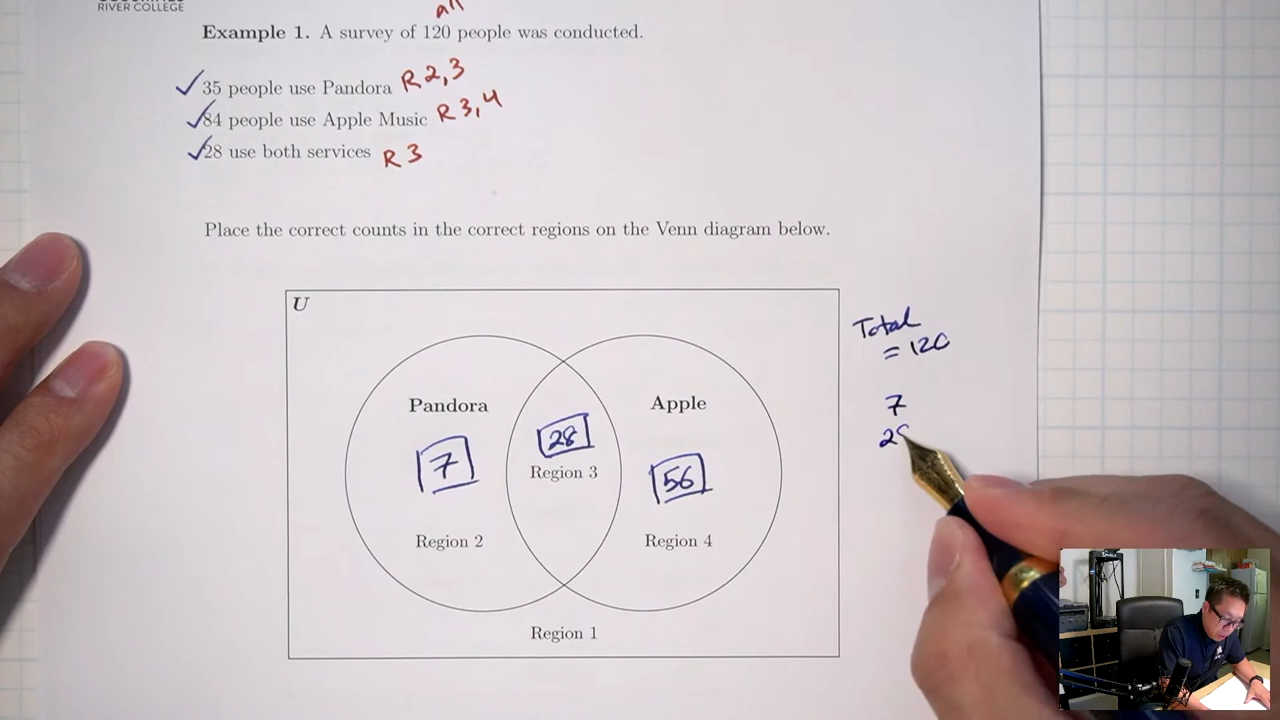 RIVER COLLEGE
all
Example 1. A survey of 120 people was conducted.
35 people use Pandora R 2,3
84 people use Apple Music R 3,4
28 use both services R 3
Place the correct counts in the correct regions on the Venn diagram below.
U
Total
= 120
Pandora
Apple
7
28
28
7
56
Region 3
Region 2
Region 4
Region 1